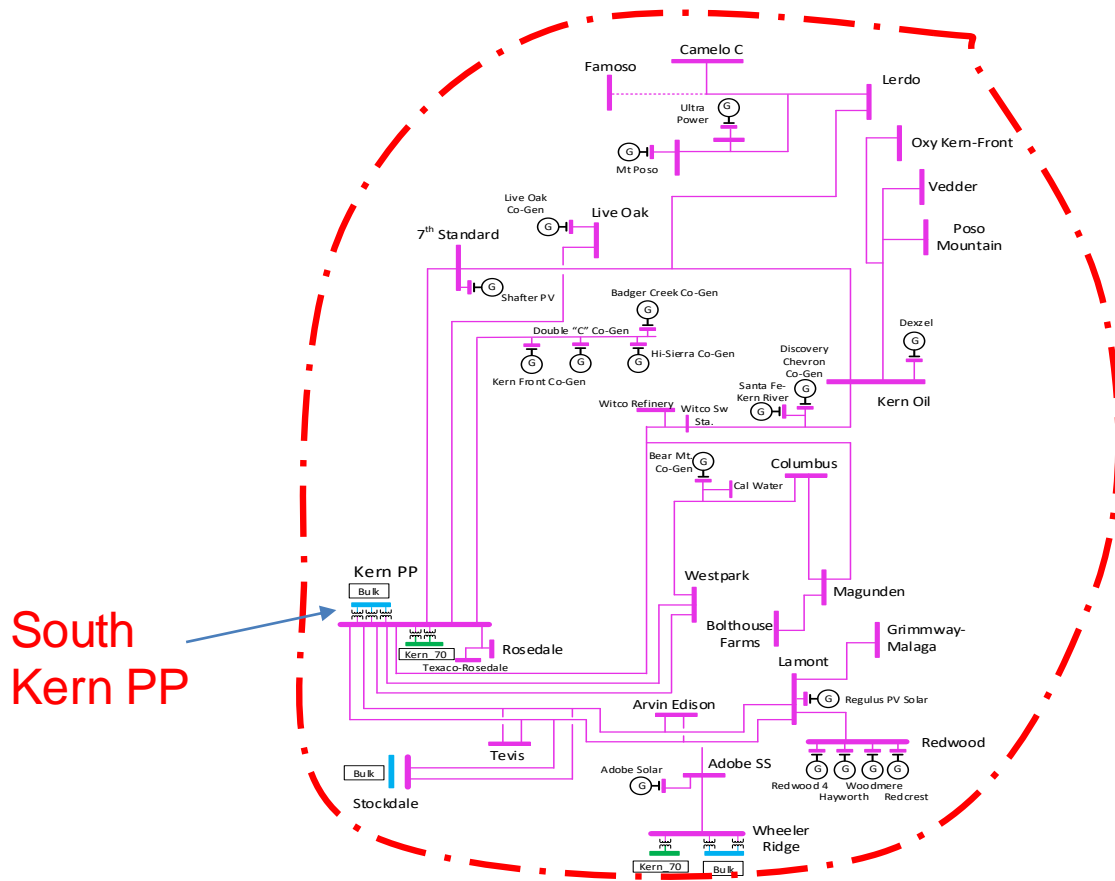 Camelo C
Famoso
Lerdo
Ultra
Power
G
Oxy Kern-Front
G
Mt Poso
Vedder
Live Oak
Co-Gen
Live Oak
G
Poso
Mountain
7th Standard
G
Shafter PV
Badger Creek Co-Gen
G
Double "C" Co-Gen
Dexzel
G
Discovery
Chevron
Co-Gen
Hi-Sierra Co-Gen
G
G
G
Kern Front Co-Gen
Santa Fe-
Kern River
G
G
Kern Oil
Witco Refinery
Witco Sw
Sta.
Bear Mt.
Co-Gen
G
Columbus
Cal Water
Kern PP
Bulk
Westpark
Magunden
South
Kern PP
Bolthouse
Farms
Grimmway-
Malaga
Rosedale
Kern_70
Texaco-Rosedale
Lamont
G
Regulus PV Solar
Arvin Edison
Redwood
Tevis
Adobe SS
Adobe Solar
G
G
G
G
G
Redwood 4
Woodmere
Hayworth
Redcrest
Bulk
Stockdale
Wheeler
Ridge
Kern_70
Bulk